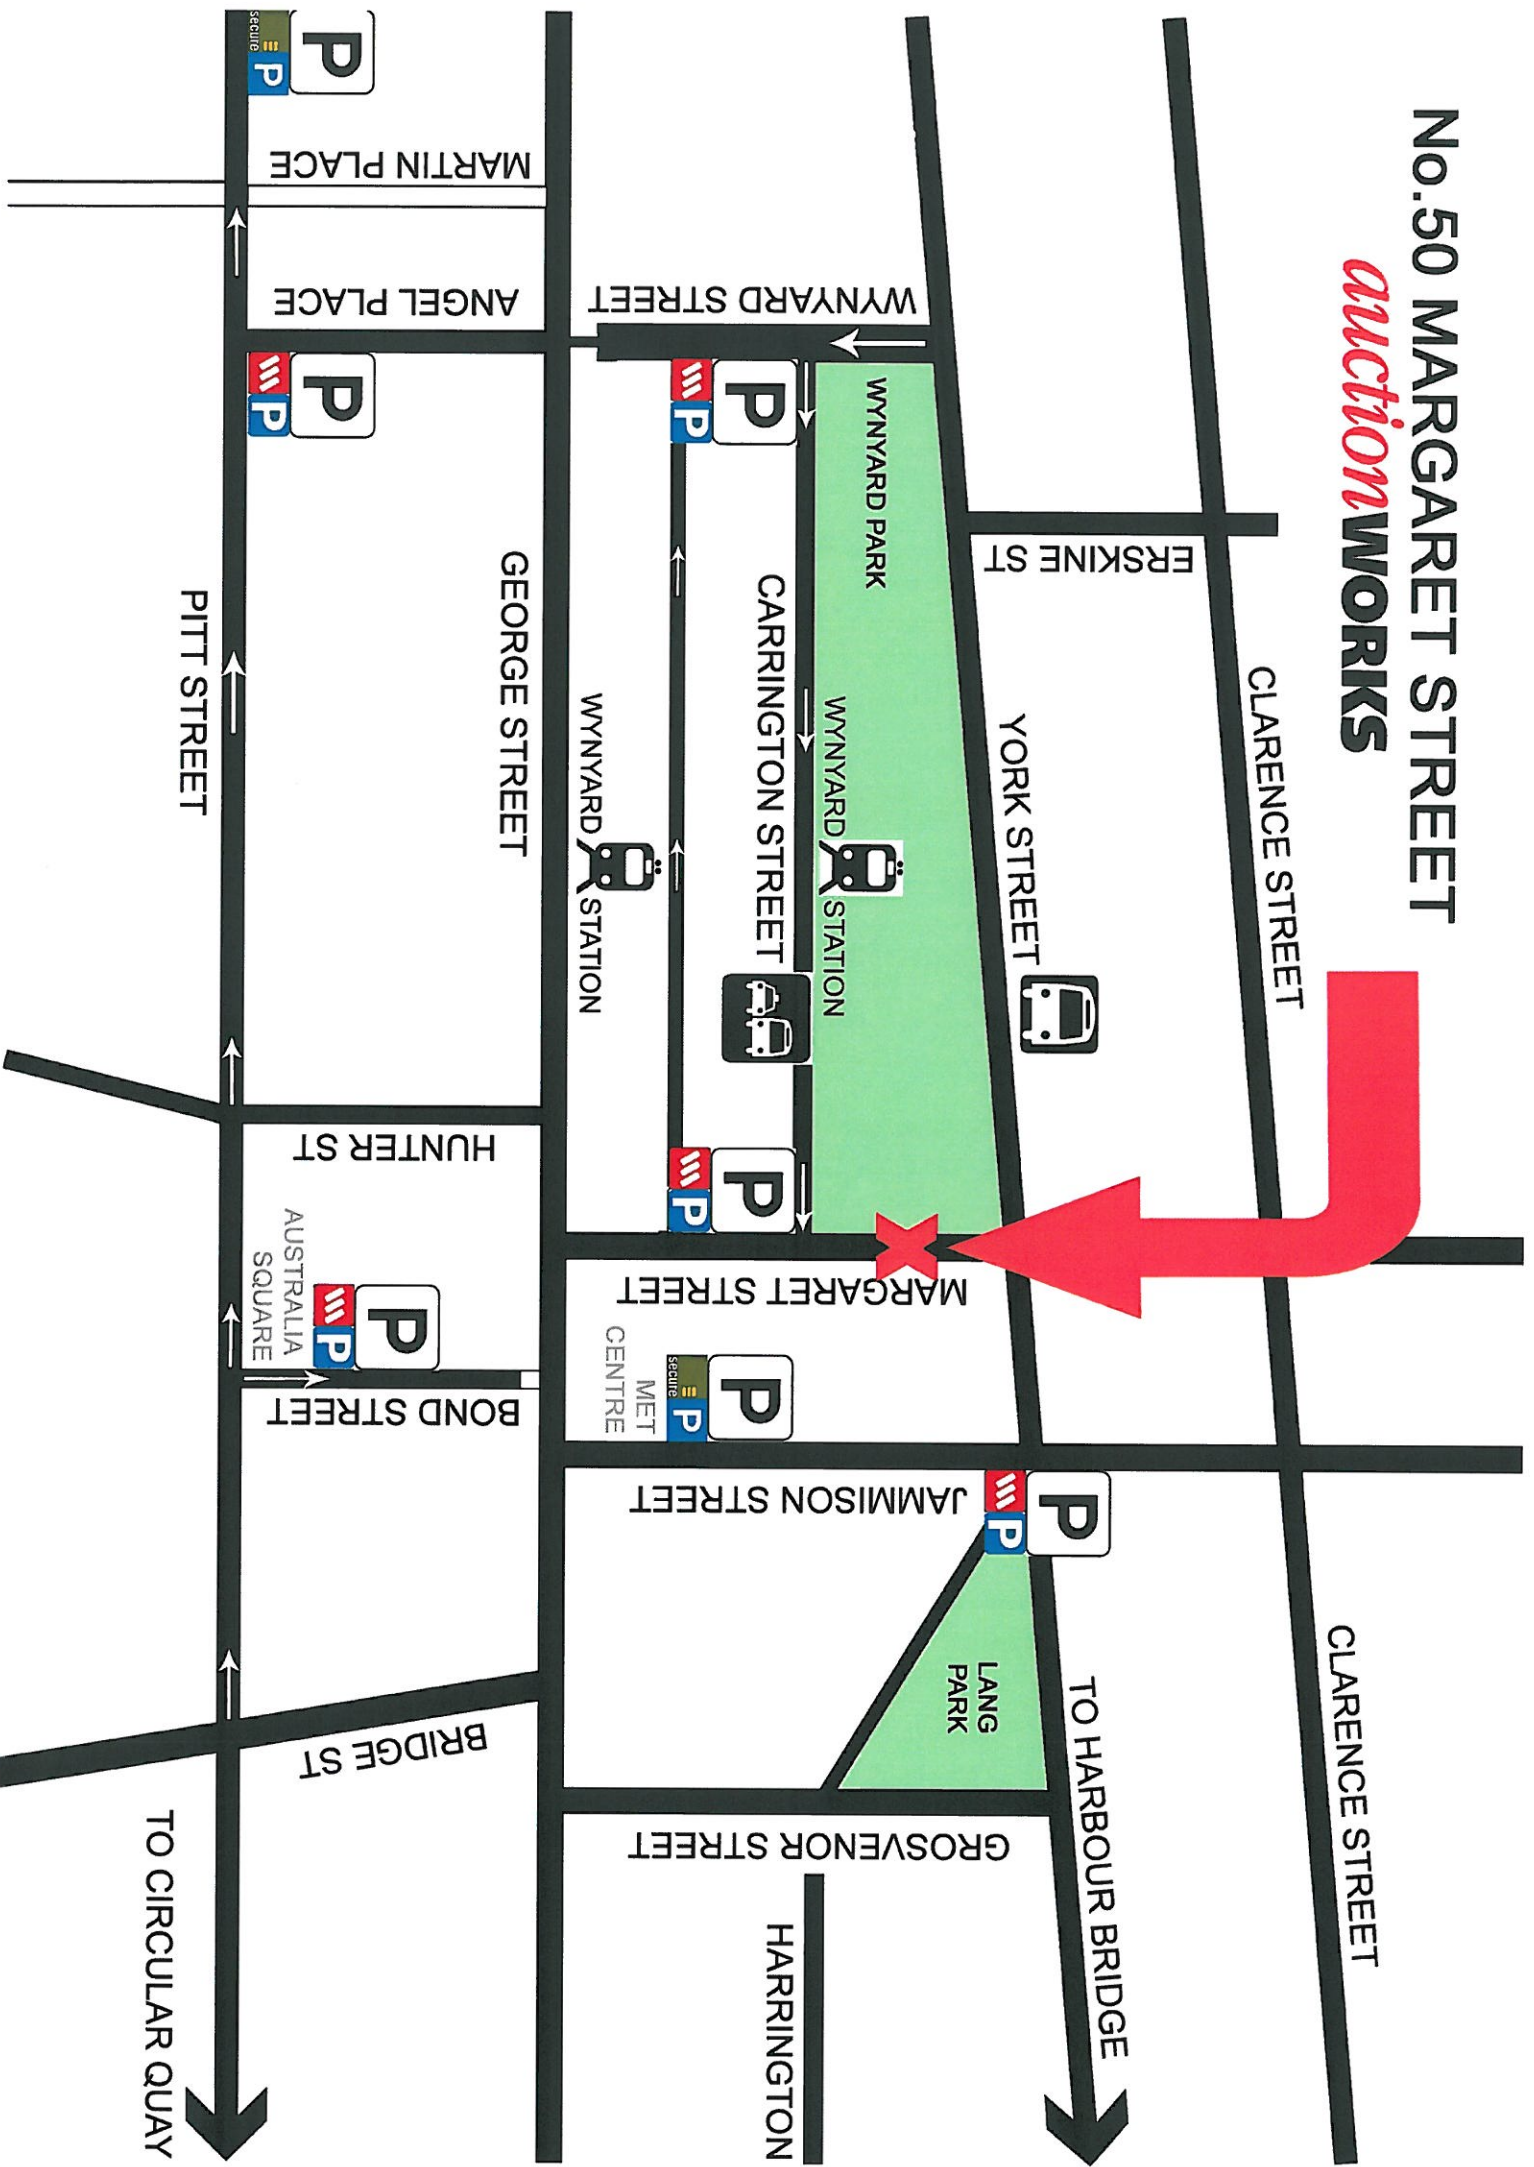 No.50 MARGARET STREET
auctionWORKS
CLARENCE STREET
CLARENCE STREET
ERSKINE ST
YORK STREET
TO HARBOUR BRIDGE
WYNYARD PARK
WYNYARD STATION
LANG
PARK
P
P
WYNYARD STREET
CARRINGTON STREET
MARGARET STREET
JAMMISON STREET
GROSVENOR STREET
HARRINGTON
P
P
P
P
P
secure P
MET
CENTRE
WYNYARD STATION
GEORGE STREET
MARTIN PLACE
ANGEL PLACE
HUNTER ST
BOND STREET
BRIDGE ST
P
secure P
P
P
P
P
AUSTRALIA
SQUARE
PITT STREET
TO CIRCULAR QUAY